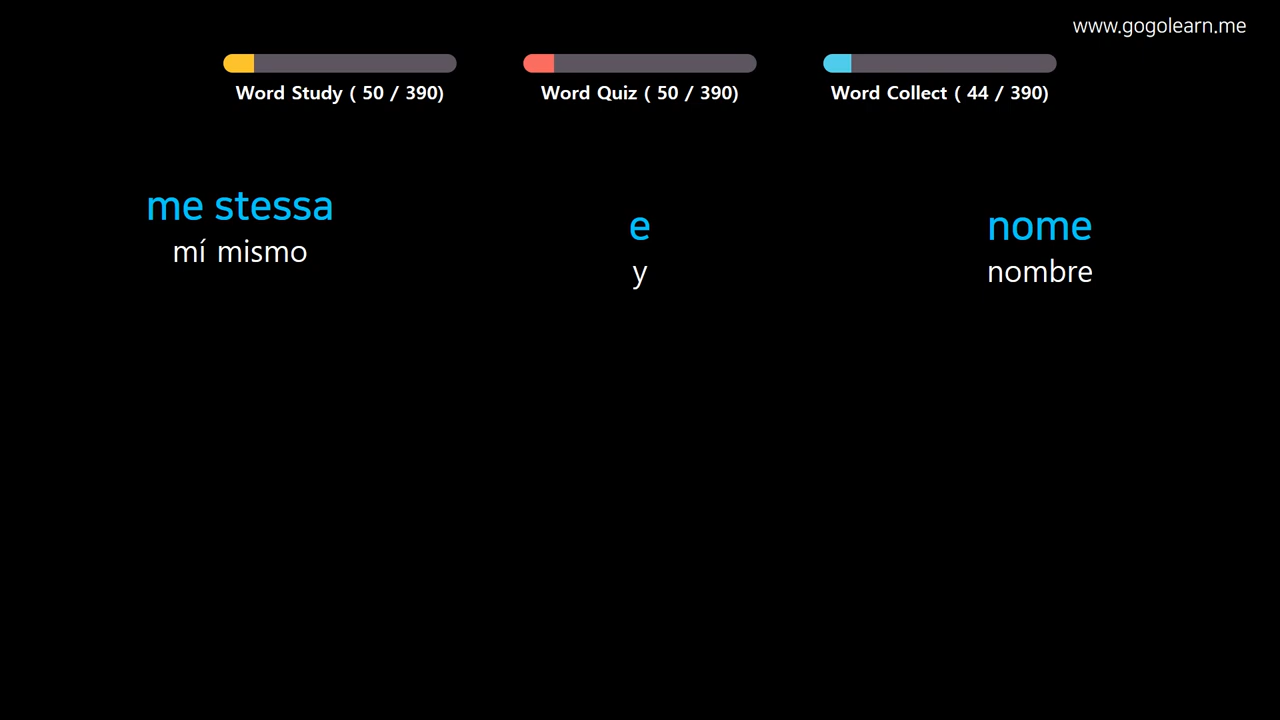 www.gogolearn.me
Word Study ( 50 / 390)
Word Quiz ( 50 / 390)
Word Collect ( 44 / 390)
me stessa
mí mismo
e
y
nome
nombre